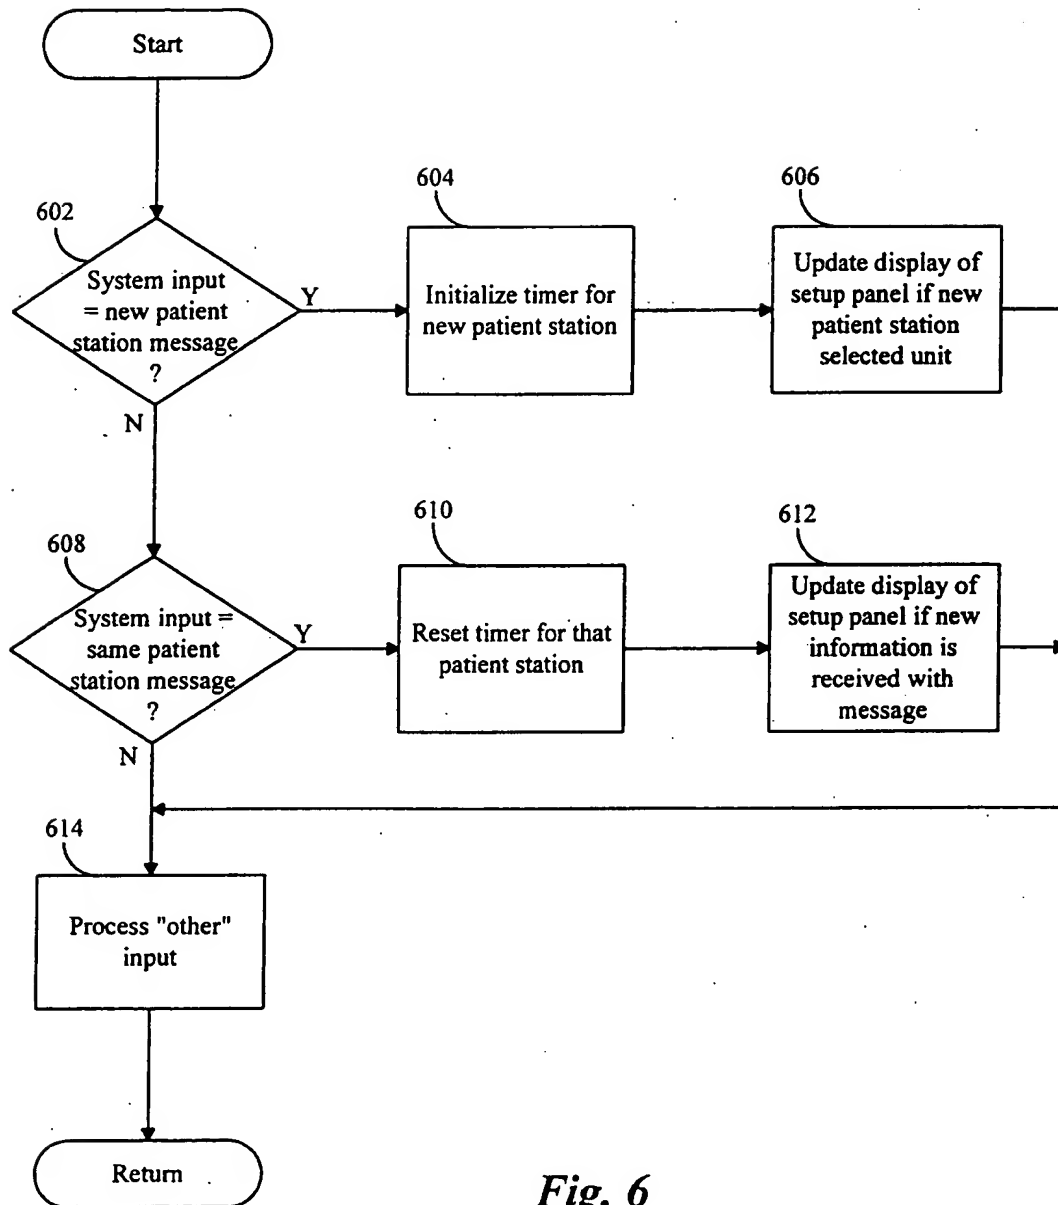 Start
602
System input
= new patient
station message
?
Y
N
604
Initialize timer for
new patient station
606
Update display of
setup panel if new
patient station
selected unit
608
System input =
same patient
station message
?
Y
N
610
Reset timer for that
patient station
612
Update display of
setup panel if new
information is
received with
message
614
Process "other"
input
Return
Fig. 6